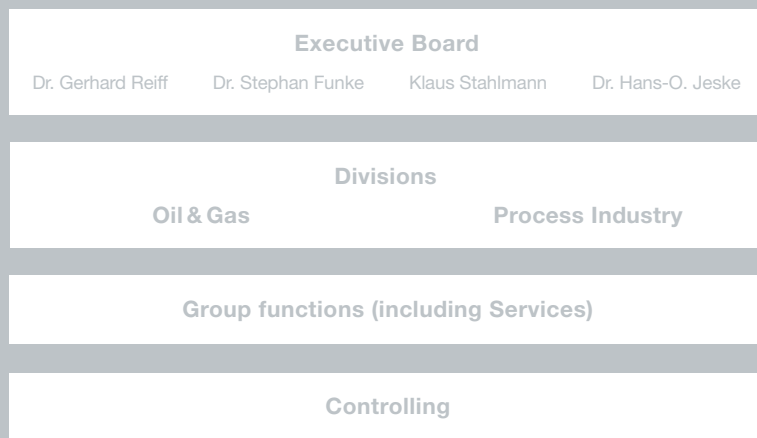 Executive Board
Dr. Gerhard Reiff Dr. Stephan Funke Klaus Stahlmann Dr. Hans-O. Jeske
Divisions
Oil & Gas Process Industry
Group functions (including Services)
Controlling